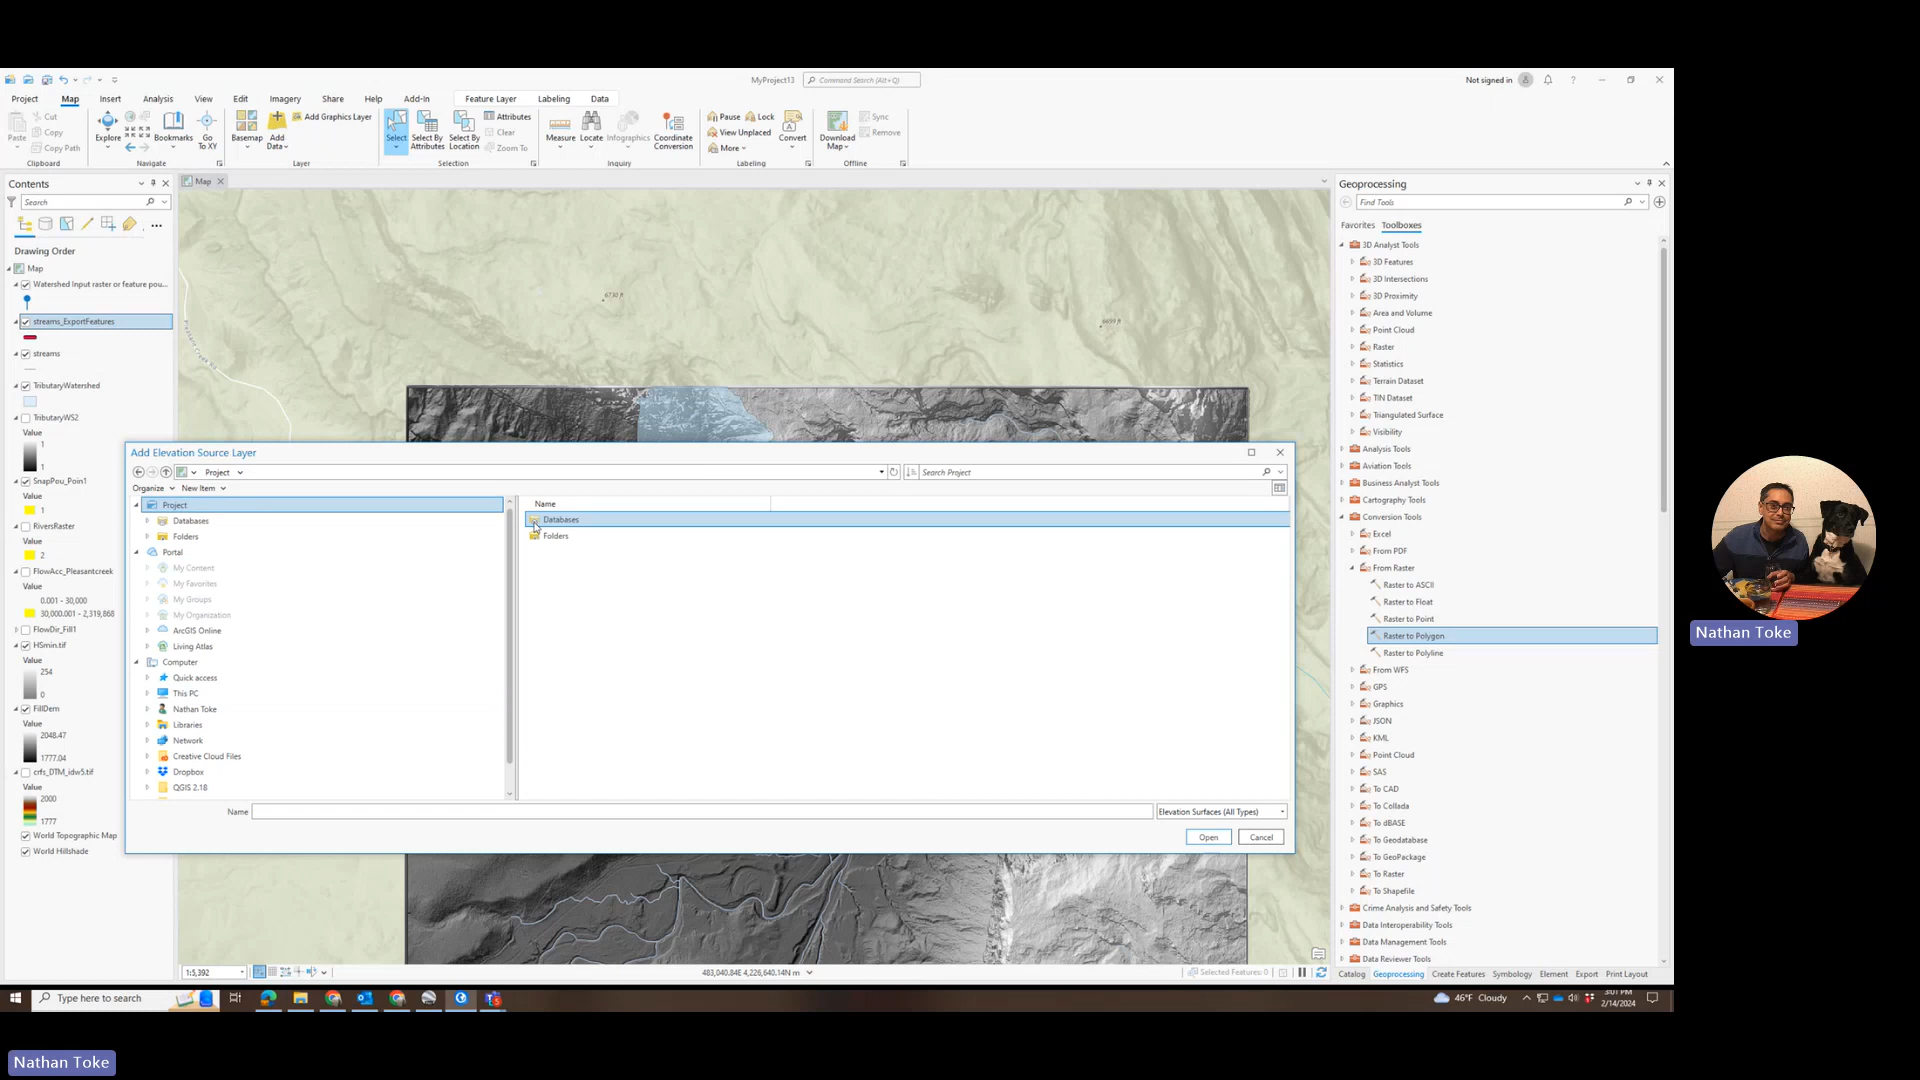 MyProject13
Command Search (Alt+Q)
Not signed in
Project
Map
Insert
Analysis
View
Edit
Imagery
Share
Help
Add-In
Feature Layer
Labeling
Data
Paste
Cut
Copy
Copy Path
Clipboard
Explore
Bookmarks
Go To XY
Navigate
Basemap
Add Data
Add Graphics Layer
Layer
Select
Select By Attributes
Select By Location
Attributes
Clear
Zoom To
Selection
Measure
Locate
Infographics
Coordinate Conversion
Inquiry
Pause
Lock
View Unplaced
More
Convert
Labeling
Download Map
Sync
Remove
Offline
Contents
Search
Drawing Order
Map
Watershed Input raster or feature pou...
streams_ExportFeatures
streams
TributaryWatershed
TributaryWS2
Value
1
1
SnapPou_Poin1
Value
1
RiversRaster
Value
2
FlowAcc_Pleasantcreek
Value
0.001 - 30,000
30,000.001 - 2,319,868
FlowDir_Fill1
HSmin.tif
Value
254
0
FillDem
Value
2048.47
1777.04
crfs_DTM_idw5.tif
Value
2000
1777
World Topographic Map
World Hillshade
Map
6730 ft
Pleasant Creek Rd
Add Elevation Source Layer
Project
Search Project
Organize
New Item
Project
Databases
Folders
Portal
My Content
My Favorites
My Groups
My Organization
ArcGIS Online
Living Atlas
Computer
Quick access
This PC
Nathan Toke
Libraries
Network
Creative Cloud Files
Dropbox
QGIS 2.18
Name
Databases
Folders
Name
Elevation Surfaces (All Types)
Open
Cancel
1:5,392
483,040.84E 4,226,640.14N m
Selected Features: 0
Geoprocessing
Find Tools
Favorites
Toolboxes
3D Analyst Tools
3D Features
3D Intersections
3D Proximity
Area and Volume
Point Cloud
Raster
Statistics
Terrain Dataset
TIN Dataset
Triangulated Surface
Visibility
Analysis Tools
Aviation Tools
Business Analyst Tools
Cartography Tools
Conversion Tools
Excel
From PDF
From Raster
Raster to ASCII
Raster to Float
Raster to Point
Raster to Polygon
Raster to Polyline
From WFS
GPS
Graphics
JSON
KML
Point Cloud
SAS
To CAD
To Collada
To dBASE
To Geodatabase
To GeoPackage
To Raster
To Shapefile
Crime Analysis and Safety Tools
Data Interoperability Tools
Data Management Tools
Data Reviewer Tools
Catalog
Geoprocessing
Create Features
Symbology
Element
Export
Print Layout
Type here to search
46°F Cloudy
3:01 PM
2/14/2024
Nathan Toke
Nathan Toke